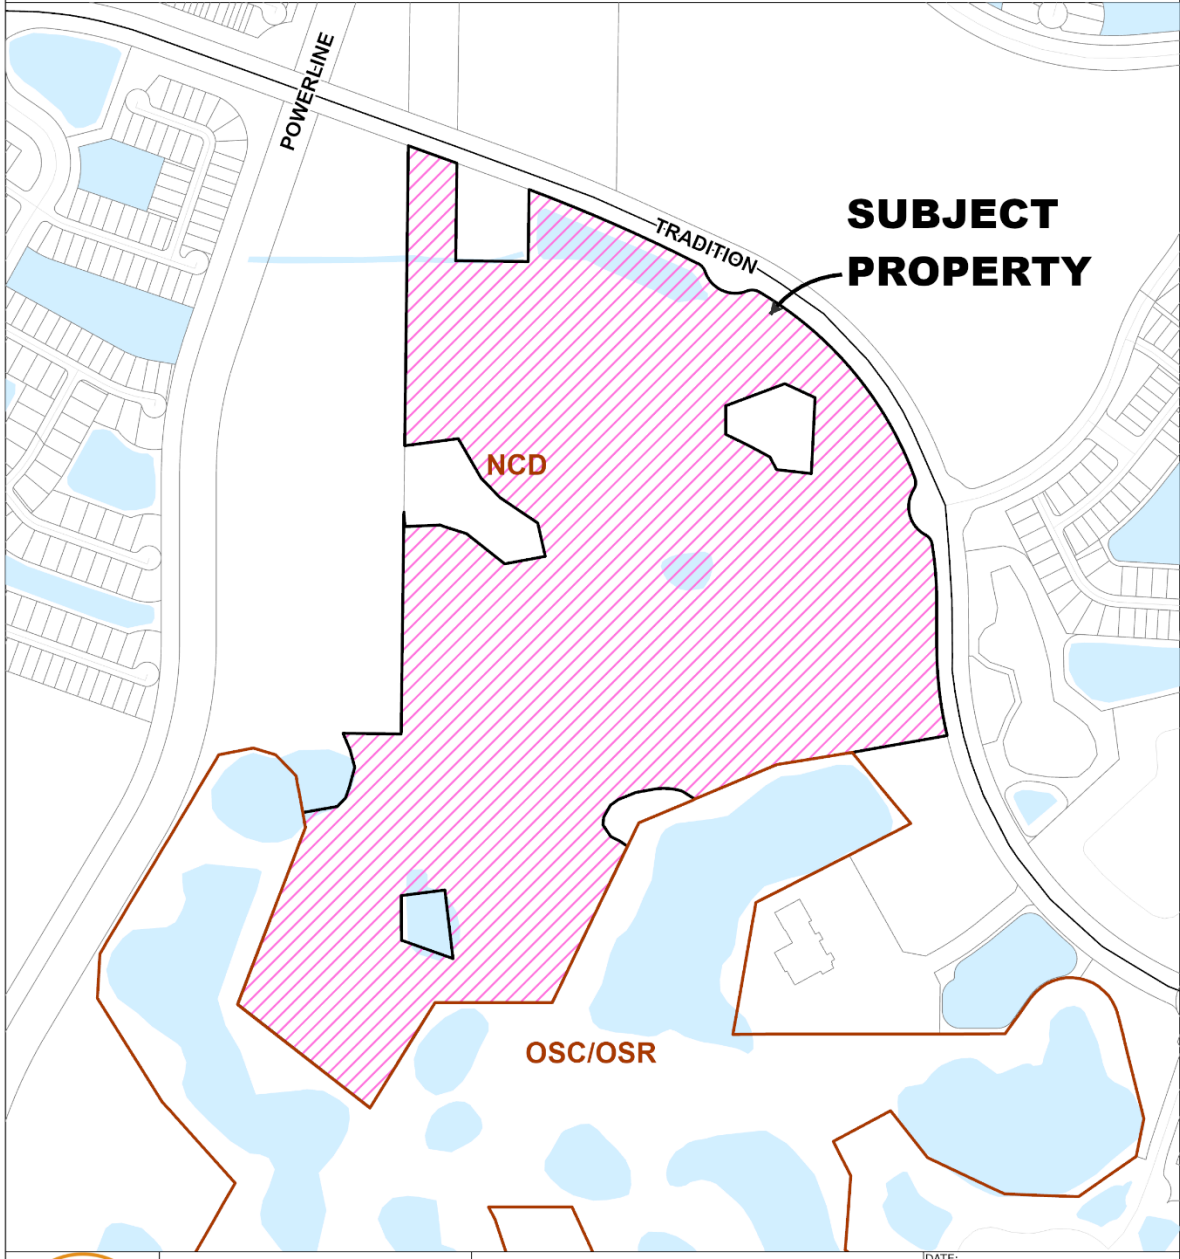 POWERLINE
SUBJECT
PROPERTY
TRADITION
NCD
OSC/OSR
DATE: